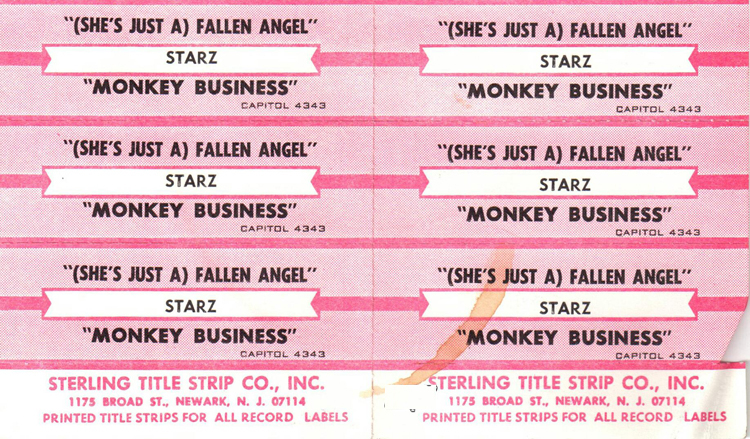 "(SHE'S JUST A) FALLEN ANGEL"
STARZ
"MONKEY BUSINESS"
CAPITOL 4343
"(SHE'S JUST A) FALLEN ANGEL"
STARZ
"MONKEY BUSINESS"
CAPITOL 4343
"(SHE'S JUST A) FALLEN ANGEL"
STARZ
"MONKEY BUSINESS"
CAPITOL 4343
"(SHE'S JUST A) FALLEN ANGEL"
STARZ
"MONKEY BUSINESS"
CAPITOL 4343
"(SHE'S JUST A) FALLEN ANGEL"
STARZ
"MONKEY BUSINESS"
CAPITOL 4343
"(SHE'S JUST A) FALLEN ANGEL"
STARZ
"MONKEY BUSINESS"
CAPITOL 4343
STERLING TITLE STRIP CO., INC.
1175 BROAD ST., NEWARK, N. J. 07114
PRINTED TITLE STRIPS FOR ALL RECORD LABELS
STERLING TITLE STRIP CO., INC.
1175 BROAD ST., NEWARK, N. J. 07114
PRINTED TITLE STRIPS FOR ALL RECORD LABELS